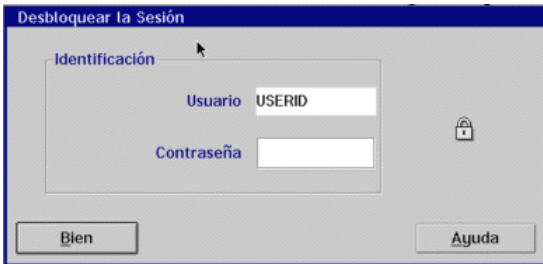 Desbloquear la Sesión
Identificación
Usuario USERID
Contraseña
Bien Ayuda